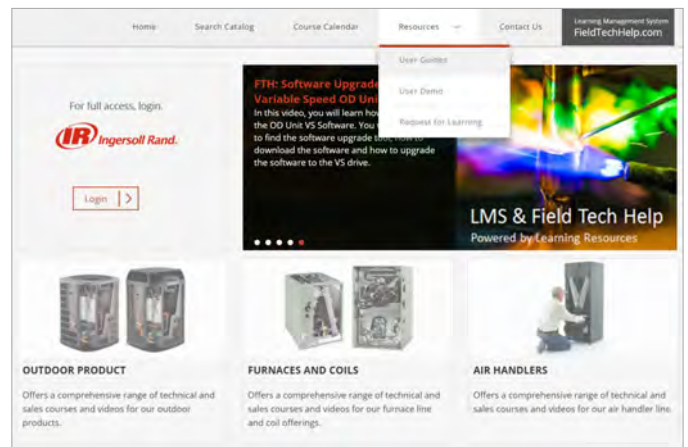 Home Search Catalog Course Calendar Resources Contact Us
Learning Management System
FieldTechHelp.com
User Guides
User Demo
Request for Learning
For full access, login.
IR Ingersoll Rand.
Login
FTH: Software Upgrade
Variable Speed OD Uni
In this video, you will learn how
the OD Unit VS Software. You
to find the software upgrade tool, how to
download the software and how to upgrade
the software to the VS drive.
LMS & Field Tech Help
Powered by Learning Resources
OUTDOOR PRODUCT
Offers a comprehensive range of technical and
sales courses and videos for our outdoor
products.
FURNACES AND COILS
Offers a comprehensive range of technical and
sales courses and videos for our furnace line
and coil offerings.
AIR HANDLERS
Offers a comprehensive range of technical and
sales courses and videos for our air handler line.